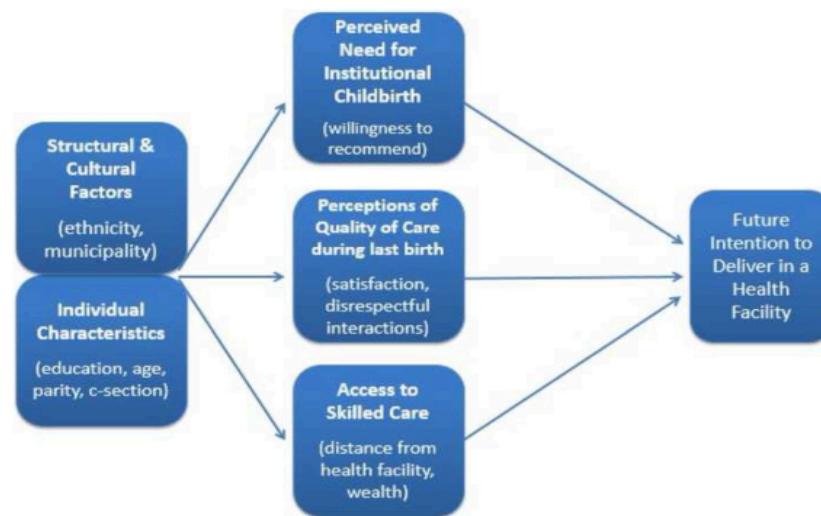 Structural &
Cultural
Factors
(ethnicity,
municipality)
Individual
Characteristics
(education, age,
parity, c-section)
Perceived
Need for
Institutional
Childbirth
(willingness to
recommend)
Perceptions of
Quality of Care
during last birth
(satisfaction,
disrespectful
interactions)
Access to
Skilled Care
(distance from
health facility,
wealth)
Future
Intention to
Deliver in a
Health
Facility